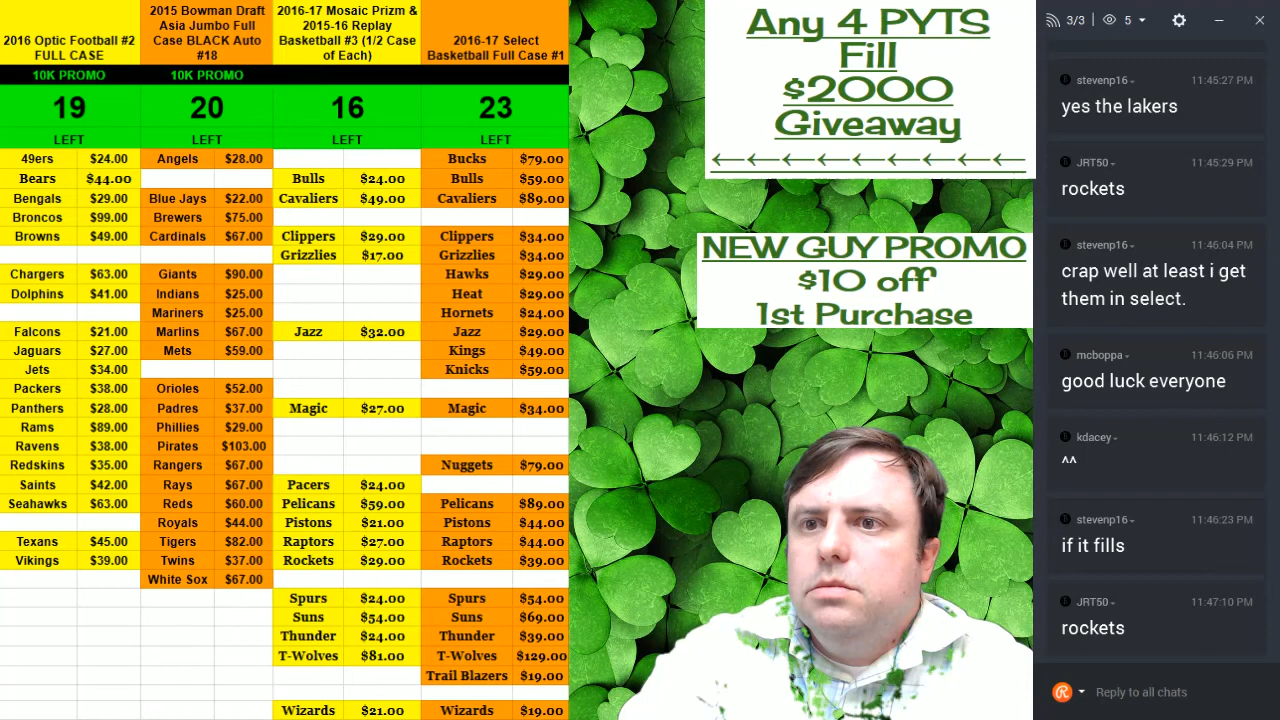 2016 Optic Football #2
FULL CASE
10K PROMO
19
LEFT
49ers $24.00
Bears $44.00
Bengals $29.00
Broncos $99.00
Browns $49.00
Chargers $63.00
Dolphins $41.00
Falcons $21.00
Jaguars $27.00
Jets $34.00
Packers $38.00
Panthers $28.00
Rams $89.00
Ravens $38.00
Redskins $35.00
Saints $42.00
Seahawks $63.00
Texans $45.00
Vikings $39.00
2015 Bowman Draft
Asia Jumbo Full
Case BLACK Auto
#18
10K PROMO
20
LEFT
Angels $28.00
Blue Jays $22.00
Brewers $75.00
Cardinals $67.00
Giants $90.00
Indians $25.00
Mariners $25.00
Marlins $67.00
Mets $59.00
Orioles $52.00
Padres $37.00
Phillies $29.00
Pirates $103.00
Rangers $67.00
Rays $67.00
Reds $60.00
Royals $44.00
Tigers $82.00
Twins $37.00
White Sox $67.00
2016-17 Mosaic Prizm &
2015-16 Replay
Basketball #3 (1/2 Case
of Each)
16
LEFT
Bulls $24.00
Cavaliers $49.00
Clippers $29.00
Grizzlies $17.00
Jazz $32.00
Magic $27.00
Pacers $24.00
Pelicans $59.00
Pistons $21.00
Raptors $27.00
Rockets $29.00
Spurs $24.00
Suns $54.00
Thunder $24.00
T-Wolves $81.00
Wizards $21.00
2016-17 Select
Basketball Full Case #1
23
LEFT
Bucks $79.00
Bulls $59.00
Cavaliers $89.00
Clippers $34.00
Grizzlies $34.00
Hawks $29.00
Heat $29.00
Hornets $24.00
Jazz $29.00
Kings $49.00
Knicks $59.00
Magic $34.00
Nuggets $79.00
Pelicans $89.00
Pistons $44.00
Raptors $44.00
Rockets $39.00
Spurs $54.00
Suns $69.00
Thunder $39.00
T-Wolves $129.00
Trail Blazers $19.00
Wizards $19.00
Any 4 PYTS
Fill
$2000
Giveaway
←←←←←←←←←
NEW GUY PROMO
$10 off
1st Purchase
3/3 5
stevenp16 11:45:27 PM
yes the lakers
JRT50 11:45:29 PM
rockets
stevenp16 11:46:04 PM
crap well at least i get
them in select.
mcboppa 11:46:06 PM
good luck everyone
kdacey 11:46:12 PM
^^
stevenp16 11:46:23 PM
if it fills
JRT50 11:47:10 PM
rockets
Reply to all chats